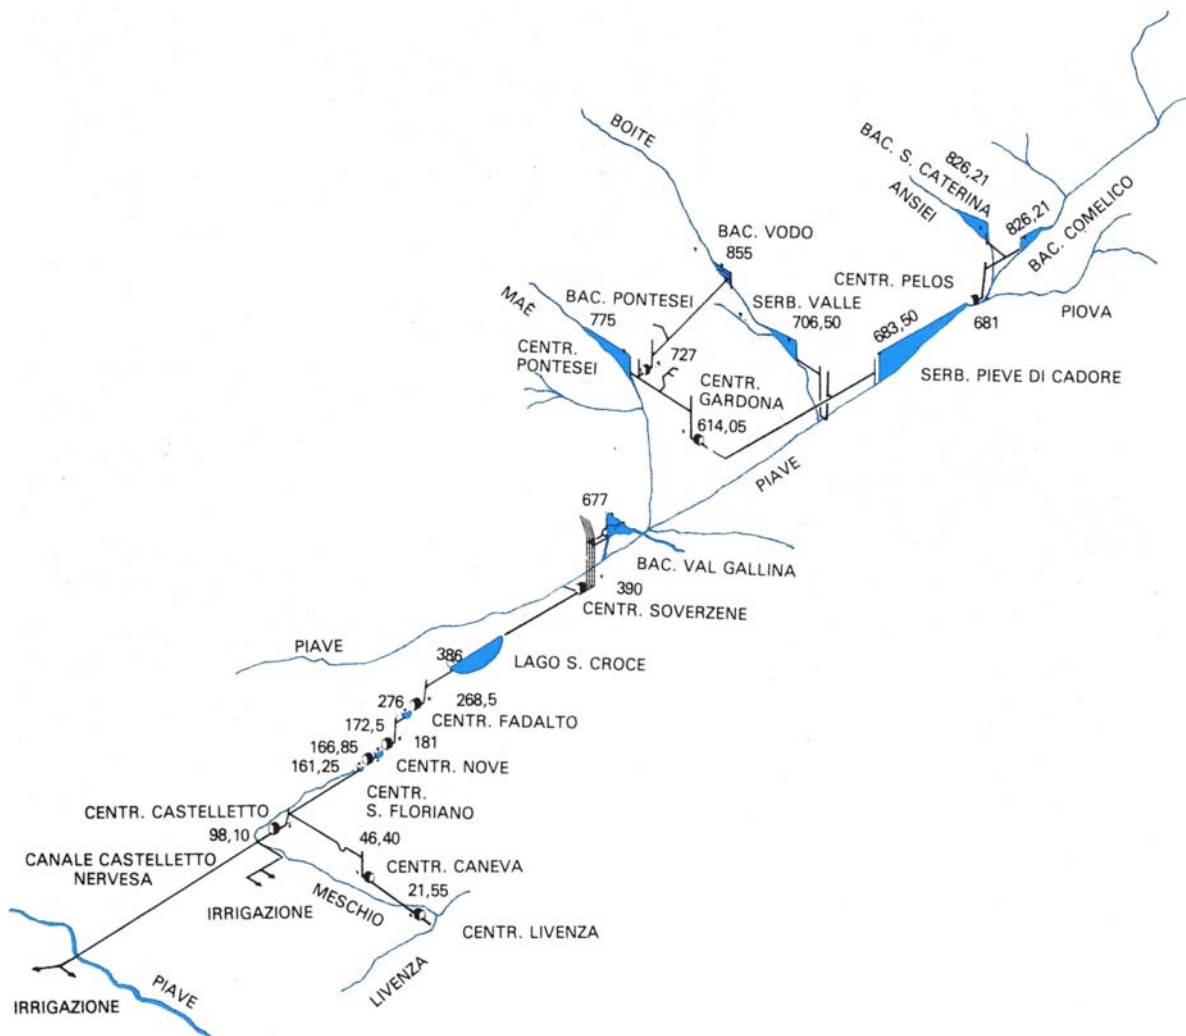 BOITE
BAC. S. CATERINA
826,21
ANSIEI
826,21
BAC. COMELICO
BAC. VODO
855
CENTR. PELOS
PIOVA
MAÈ
BAC. PONTESEI
775
SERB. VALLE
706,50
683,50
681
CENTR.
PONTESEI
727
CENTR.
GARDONA
614,05
SERB. PIEVE DI CADORE
PIAVE
677
BAC. VAL GALLINA
390
CENTR. SOVERZENE
PIAVE
386
LAGO S. CROCE
276
268,5
CENTR. FADALTO
172,5
181
166,85
CENTR. NOVE
161,25
CENTR.
S. FLORIANO
CENTR. CASTELLETTO
98,10
46,40
CANALE CASTELLETTO
NERVESA
CENTR. CANEVA
21,55
MESCHIO
IRRIGAZIONE
CENTR. LIVENZA
LIVENZA
PIAVE
IRRIGAZIONE